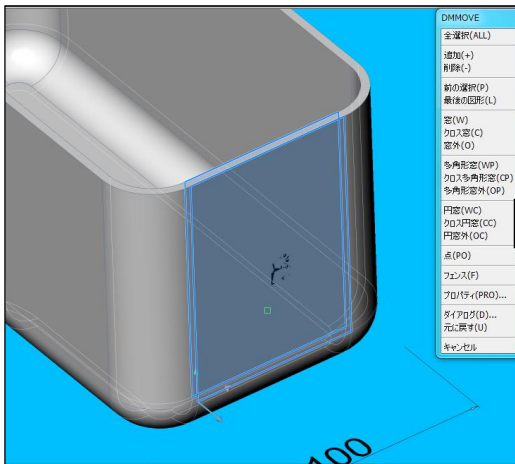 DMMOVE
全選択(ALL)
追加(+)
削除(-)
前の選択(P)
最後の図形(L)
窓(W)
クロス窓(C)
窓外(O)
多角形窓(WP)
クロス多角形窓(CP)
多角形窓外(OP)
円窓(WC)
クロス円窓(CC)
円窓外(OC)
点(PO)
フェンス(F)
プロパティ(PRO)...
ダイアログ(D)...
元に戻す(U)
キャンセル
100